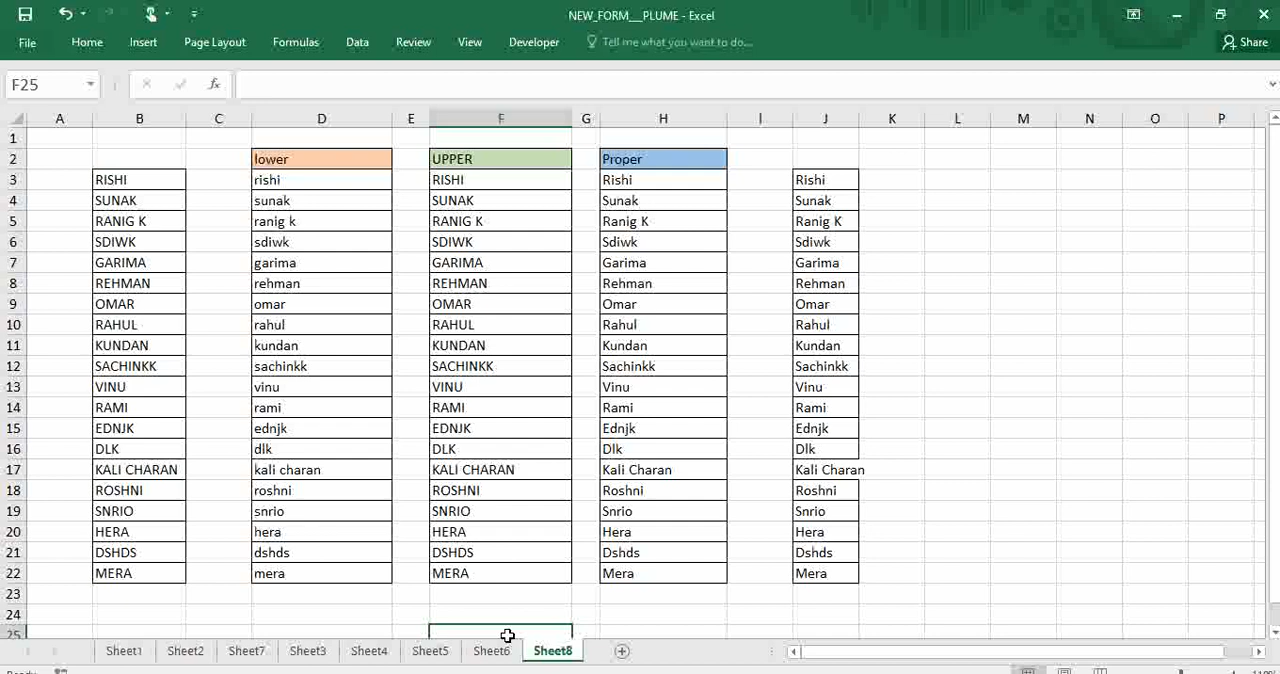 NEW_FORM__PLUME - Excel
File Home Insert Page Layout Formulas Data Review View Developer Tell me what you want to do... Share
F25 fx
A B C D E F G H I J K L M N O P
1
2 lower UPPER Proper
3 RISHI rishi RISHI Rishi Rishi
4 SUNAK sunak SUNAK Sunak Sunak
5 RANIG K ranig k RANIG K Ranig K Ranig K
6 SDIWK sdiwk SDIWK Sdiwk Sdiwk
7 GARIMA garima GARIMA Garima Garima
8 REHMAN rehman REHMAN Rehman Rehman
9 OMAR omar OMAR Omar Omar
10 RAHUL rahul RAHUL Rahul Rahul
11 KUNDAN kundan KUNDAN Kundan Kundan
12 SACHINKK sachinkk SACHINKK Sachinkk Sachinkk
13 VINU vinu VINU Vinu Vinu
14 RAMI rami RAMI Rami Rami
15 EDNJK ednjk EDNJK Ednjk Ednjk
16 DLK dlk DLK Dlk Dlk
17 KALI CHARAN kali charan KALI CHARAN Kali Charan Kali Charan
18 ROSHNI roshni ROSHNI Roshni Roshni
19 SNRIO snrio SNRIO Snrio Snrio
20 HERA hera HERA Hera Hera
21 DSHDS dshds DSHDS Dshds Dshds
22 MERA mera MERA Mera Mera
23
24
25
Sheet1 Sheet2 Sheet7 Sheet3 Sheet4 Sheet5 Sheet6 Sheet8